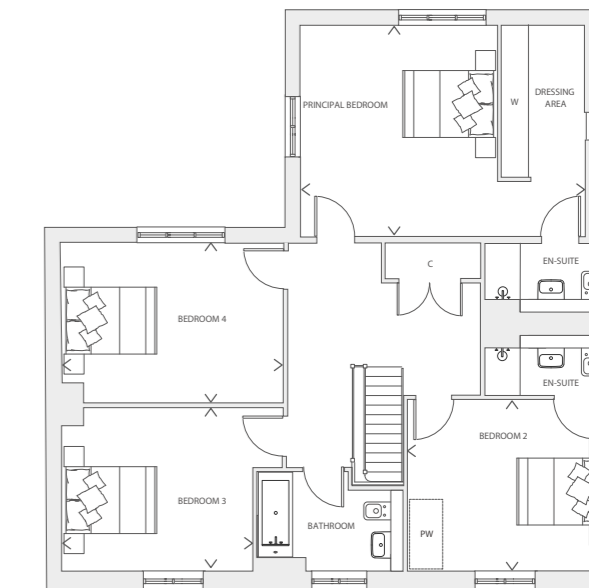 PRINCIPAL BEDROOM
W
DRESSING
AREA
EN-SUITE
C
BEDROOM 4
EN-SUITE
BEDROOM 2
BEDROOM 3
BATHROOM
PW